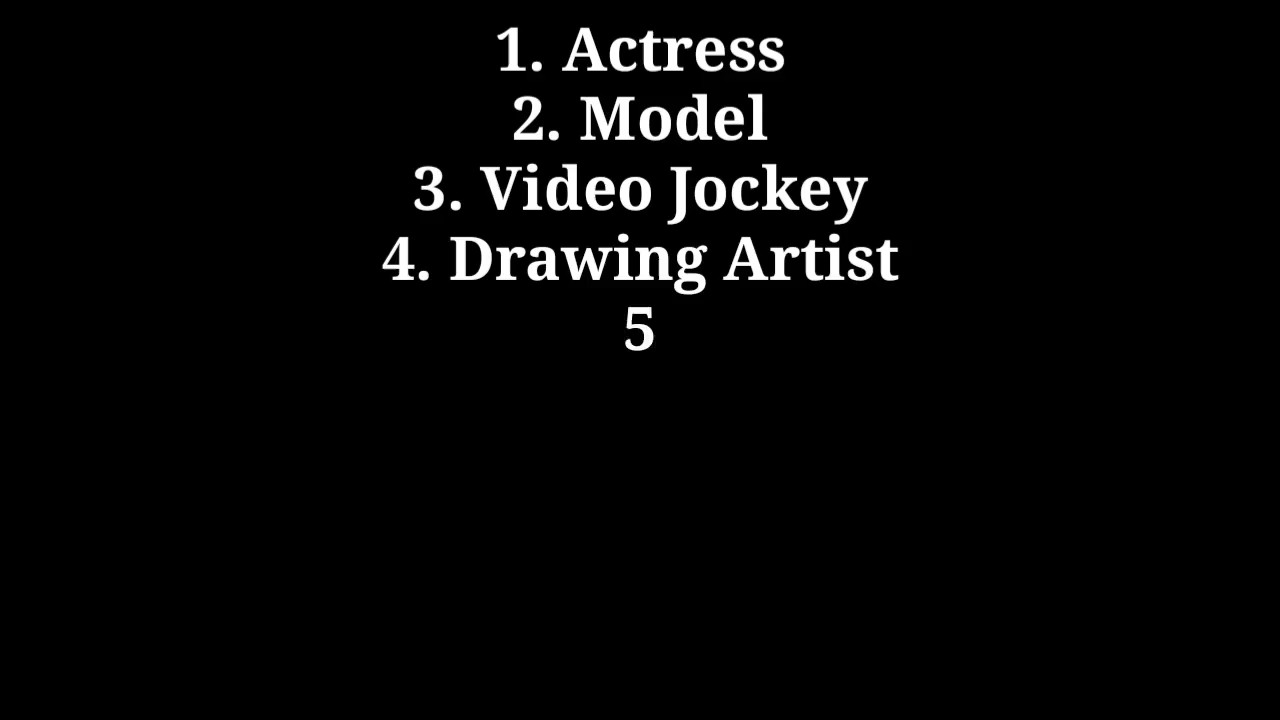 1. Actress
2. Model
3. Video Jockey
4. Drawing Artist
5